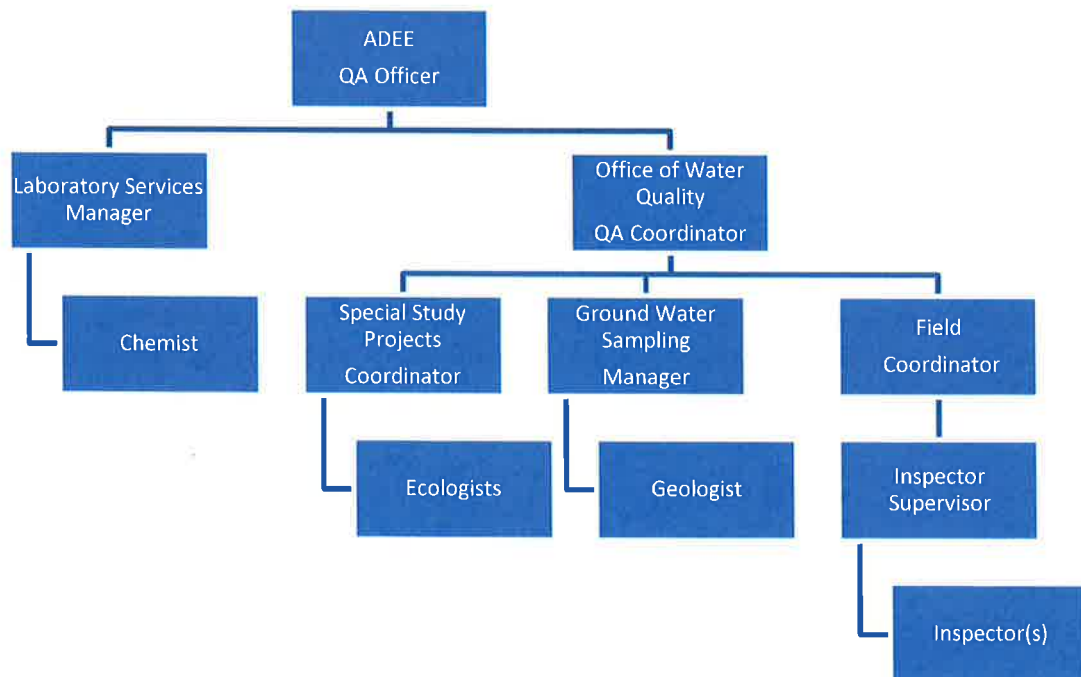 ADEE
QA Officer
Laboratory Services
Manager
Office of Water
Quality
QA Coordinator
Chemist
Special Study
Projects
Coordinator
Ground Water
Sampling
Manager
Field
Coordinator
Ecologists
Geologist
Inspector
Supervisor
Inspector(s)